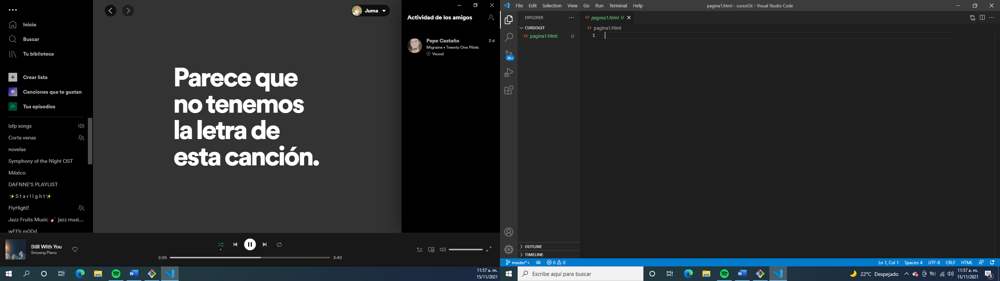 Inicio
Buscar
Tu biblioteca
Crear lista
Canciones que te gustan
Tus episodios
isfp songs
Corta venas
novelas
Symphony of the Night OST
México
DAFNNE'S PLAYLIST
✨S t a r l i g h t✨
FlyHigh!!
Jazz Fruits Music 🎸 jazz musi...
wEEb m00d
Juma
Parece que
no tenemos
la letra de
esta canción.
Actividad de los amigos
Pepe Castaño 2 d
Migraine • Twenty One Pilots
Vessel
Still With You
Smyang Piano
2:05 3:40
11:57 a. m.
15/11/2021
File Edit Selection View Go Run Terminal Help pagina1.html - cursoGit - Visual Studio Code
EXPLORER ··· pagina1.html U
CURSOGIT
pagina1.html U
pagina1.html
1
2K+
OUTLINE
TIMELINE
master*+ 0 0 Ln 1, Col 1 Spaces: 4 UTF-8 CRLF HTML
Escribe aquí para buscar
22°C Despejado
11:57 a. m.
15/11/2021
3